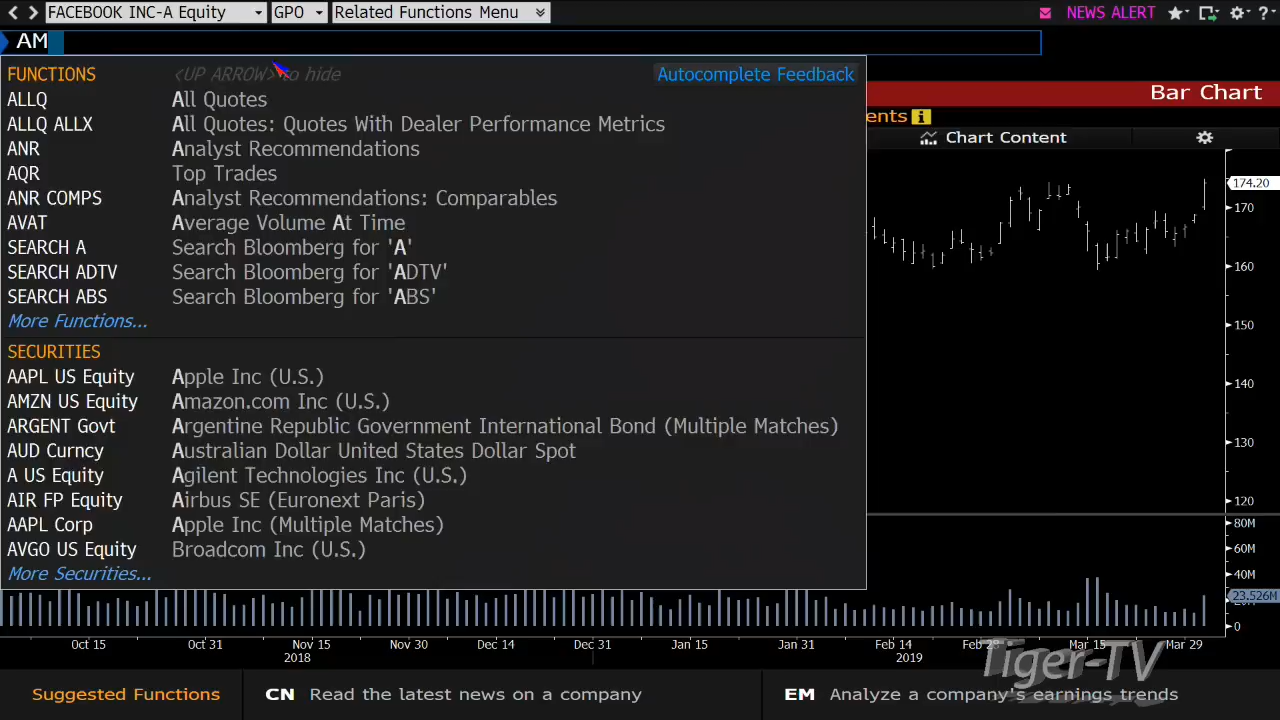 FACEBOOK INC-A Equity GPO Related Functions Menu NEWS ALERT ?
AM
FUNCTIONS <UP ARROW> to hide Autocomplete Feedback
Bar Chart
ALLQ All Quotes
ents i
ALLQ ALLX All Quotes: Quotes With Dealer Performance Metrics
Chart Content
ANR Analyst Recommendations
AQR Top Trades
174.20
ANR COMPS Analyst Recommendations: Comparables
170
AVAT Average Volume At Time
SEARCH A Search Bloomberg for 'A'
160
SEARCH ADTV Search Bloomberg for 'ADTV'
SEARCH ABS Search Bloomberg for 'ABS'
More Functions...
150
SECURITIES
AAPL US Equity Apple Inc (U.S.)
140
AMZN US Equity Amazon.com Inc (U.S.)
ARGENT Govt Argentine Republic Government International Bond (Multiple Matches)
130
AUD Curncy Australian Dollar United States Dollar Spot
A US Equity Agilent Technologies Inc (U.S.)
AIR FP Equity Airbus SE (Euronext Paris)
120
AAPL Corp Apple Inc (Multiple Matches)
80M
AVGO US Equity Broadcom Inc (U.S.)
60M
More Securities...
40M
23.526M
0
Oct 15 Oct 31 Nov 15 Nov 30 Dec 14 Dec 31 Jan 15 Jan 31 Feb 14 Feb 28 Mar 15 Mar 29
2018 2019
Tiger-TV
Suggested Functions CN Read the latest news on a company EM Analyze a company's earnings trends